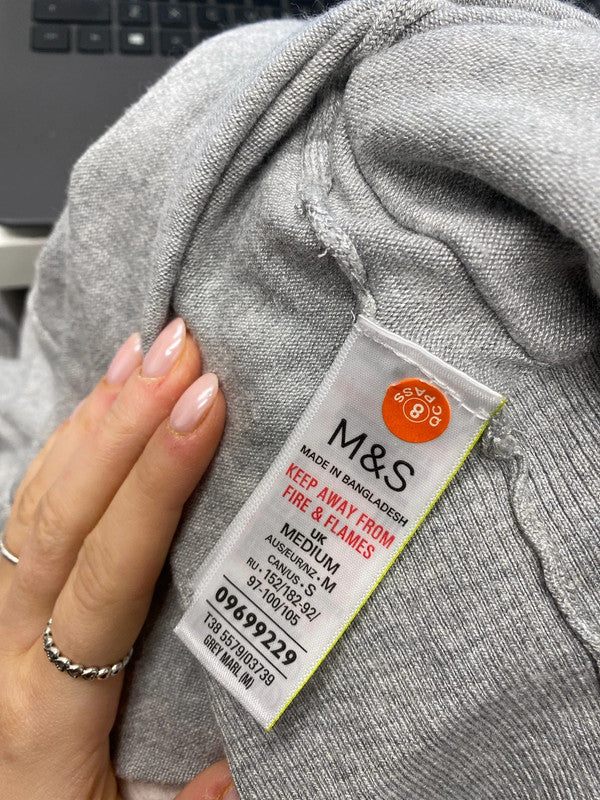 QC PASS
8
M&S
MADE IN BANGLADESH
KEEP AWAY FROM
FIRE & FLAMES
UK
MEDIUM
AUS/EUR/NZ • M
CAN/US • S
RU • 152/182-92/
97-100/105
09699229
T38 5579/03739
GREY MARL (M)